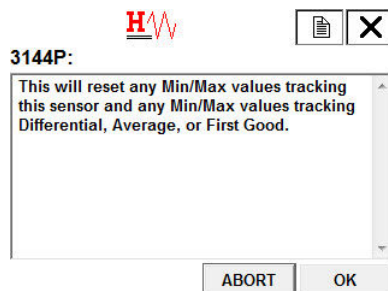 H
3144P:
This will reset any Min/Max values tracking
this sensor and any Min/Max values tracking
Differential, Average, or First Good.
ABORT OK